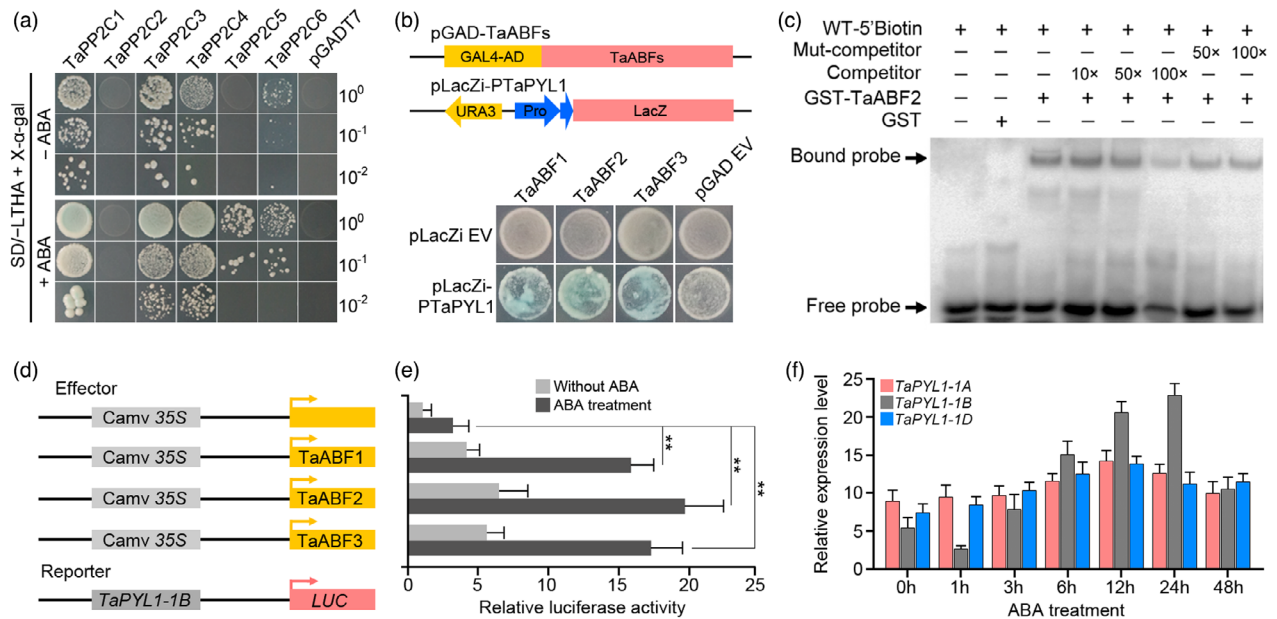 (a)
TaPP2C1
TaPP2C2
TaPP2C3
TaPP2C4
TaPP2C5
TaPP2C6
pGADT7
SD/−LTHA + X-α-gal
− ABA
+ ABA
10⁰
10⁻¹
10⁻²
10⁰
10⁻¹
10⁻²
(b)
pGAD-TaABFs
GAL4-AD TaABFs
pLacZi-PTaPYL1
URA3 Pro LacZ
TaABF1
TaABF2
TaABF3
pGAD EV
pLacZi EV
pLacZi-
PTaPYL1
(c)
WT-5'Biotin + + + + + + + +
Mut-competitor − − − − − − 50× 100×
Competitor − − − 10× 50× 100× − −
GST-TaABF2 − − + + + + + +
GST − + − − − − − −
Bound probe
Free probe
(d)
Effector
Camv 35S
Camv 35S TaABF1
Camv 35S TaABF2
Camv 35S TaABF3
Reporter
TaPYL1-1B LUC
(e)
Without ABA
ABA treatment
**
**
**
0 5 10 15 20 25
Relative luciferase activity
(f)
TaPYL1-1A
TaPYL1-1B
TaPYL1-1D
Relative expression level
25
20
15
10
5
0
0h 1h 3h 6h 12h 24h 48h
ABA treatment